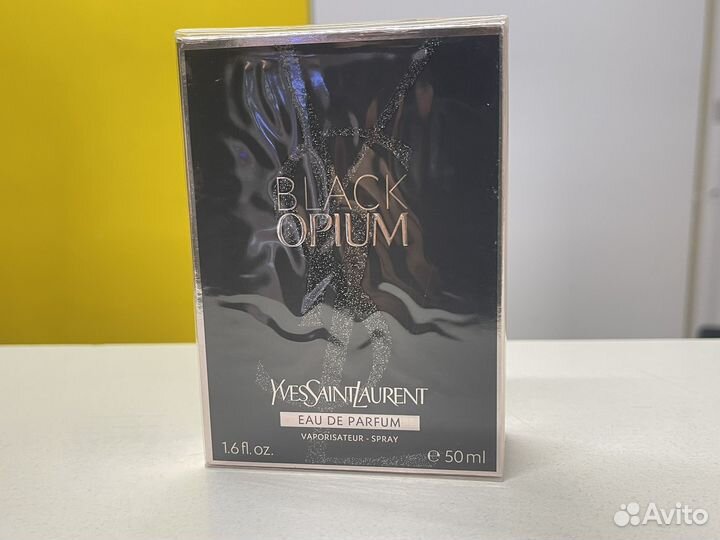 BLACK
OPIUM
YVESSAINTLAURENT
EAU DE PARFUM
VAPORISATEUR - SPRAY
1.6 fl. oz. ℮ 50 ml
Avito